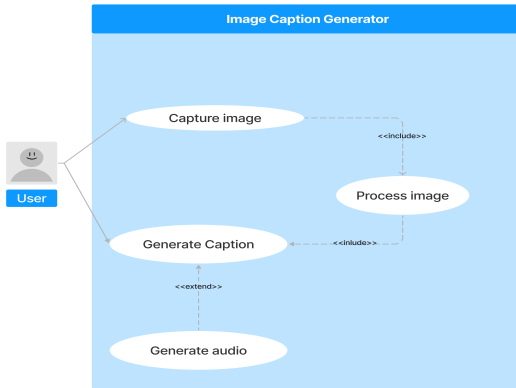 Image Caption Generator
Capture image
<<include>>
Process image
User
Generate Caption
<<inlude>>
<<extend>>
Generate audio